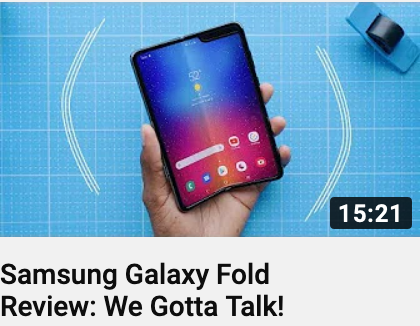 52°
15:21
Samsung Galaxy Fold
Review: We Gotta Talk!